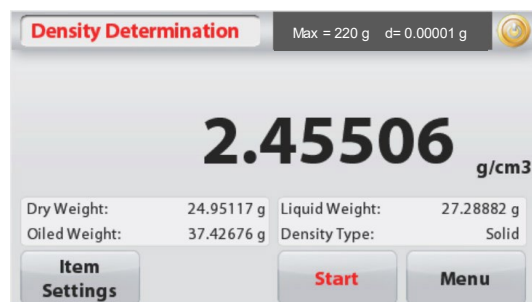 Density Determination Max = 220 g d= 0.00001 g
2.45506 g/cm3
Dry Weight: 24.95117 g Liquid Weight: 27.28882 g
Oiled Weight: 37.42676 g Density Type: Solid
Item Settings Start Menu